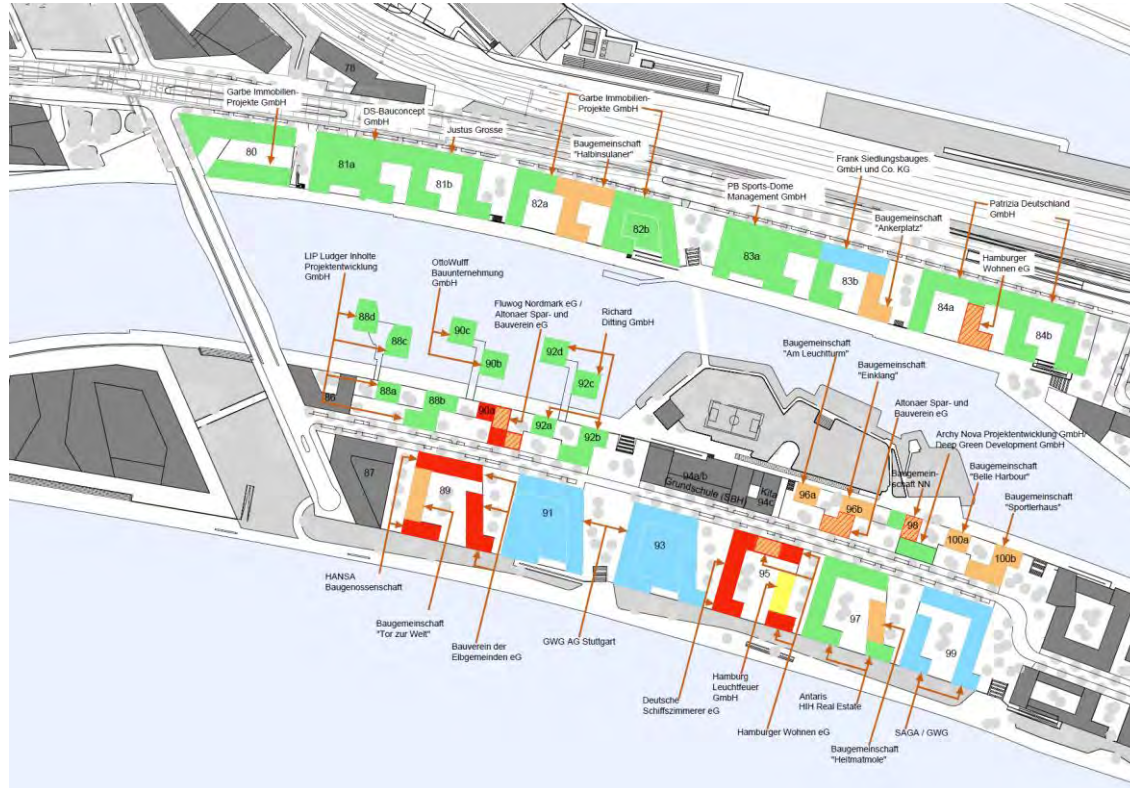 78
Garbe Immobilien-
Projekte GmbH
DS-Bauconcept
GmbH
Justus Grosse
Garbe Immobilien-
Projekte GmbH
Baugemeinschaft
"Halbinsulaner"
Frank Siedlungsbauges.
GmbH und Co. KG
PB Sports-Dome
Management GmbH
Baugemeinschaft
"Ankerplatz"
Patrizia Deutschland
GmbH
Hamburger
Wohnen eG
80
81a
81b
82a
82b
83a
83b
84a
84b
LIP Ludger Inholte
Projektentwicklung
GmbH
OttoWulff
Bauunternehmung
GmbH
Fluwog Nordmark eG /
Altonaer Spar- und
Bauverein eG
Richard
Ditting GmbH
Baugemeinschaft
"Am Leuchtturm"
Baugemeinschaft
"Einklang"
Altonaer Spar- und
Bauverein eG
Archy Nova Projektentwicklung GmbH/
Deep Green Development GmbH
Baugemein-
schaft NN
Baugemeinschaft
"Belle Harbour"
Baugemeinschaft
"Sportlerhaus"
88d
88c
90c
90b
92d
92c
86
88a
88b
90a
92a
92b
94a/b
Grundschule (SBH)
Kita
94c
96a
96b
98
100a
100b
87
89
91
93
95
97
99
HANSA
Baugenossenschaft
Baugemeinschaft
"Tor zur Welt"
Bauverein der
Elbgemeinden eG
GWG AG Stuttgart
Deutsche
Schiffszimmerer eG
Hamburg
Leuchtfeuer
GmbH
Hamburger Wohnen eG
Antaris
HIH Real Estate
Baugemeinschaft
"Heitmatmole"
SAGA / GWG